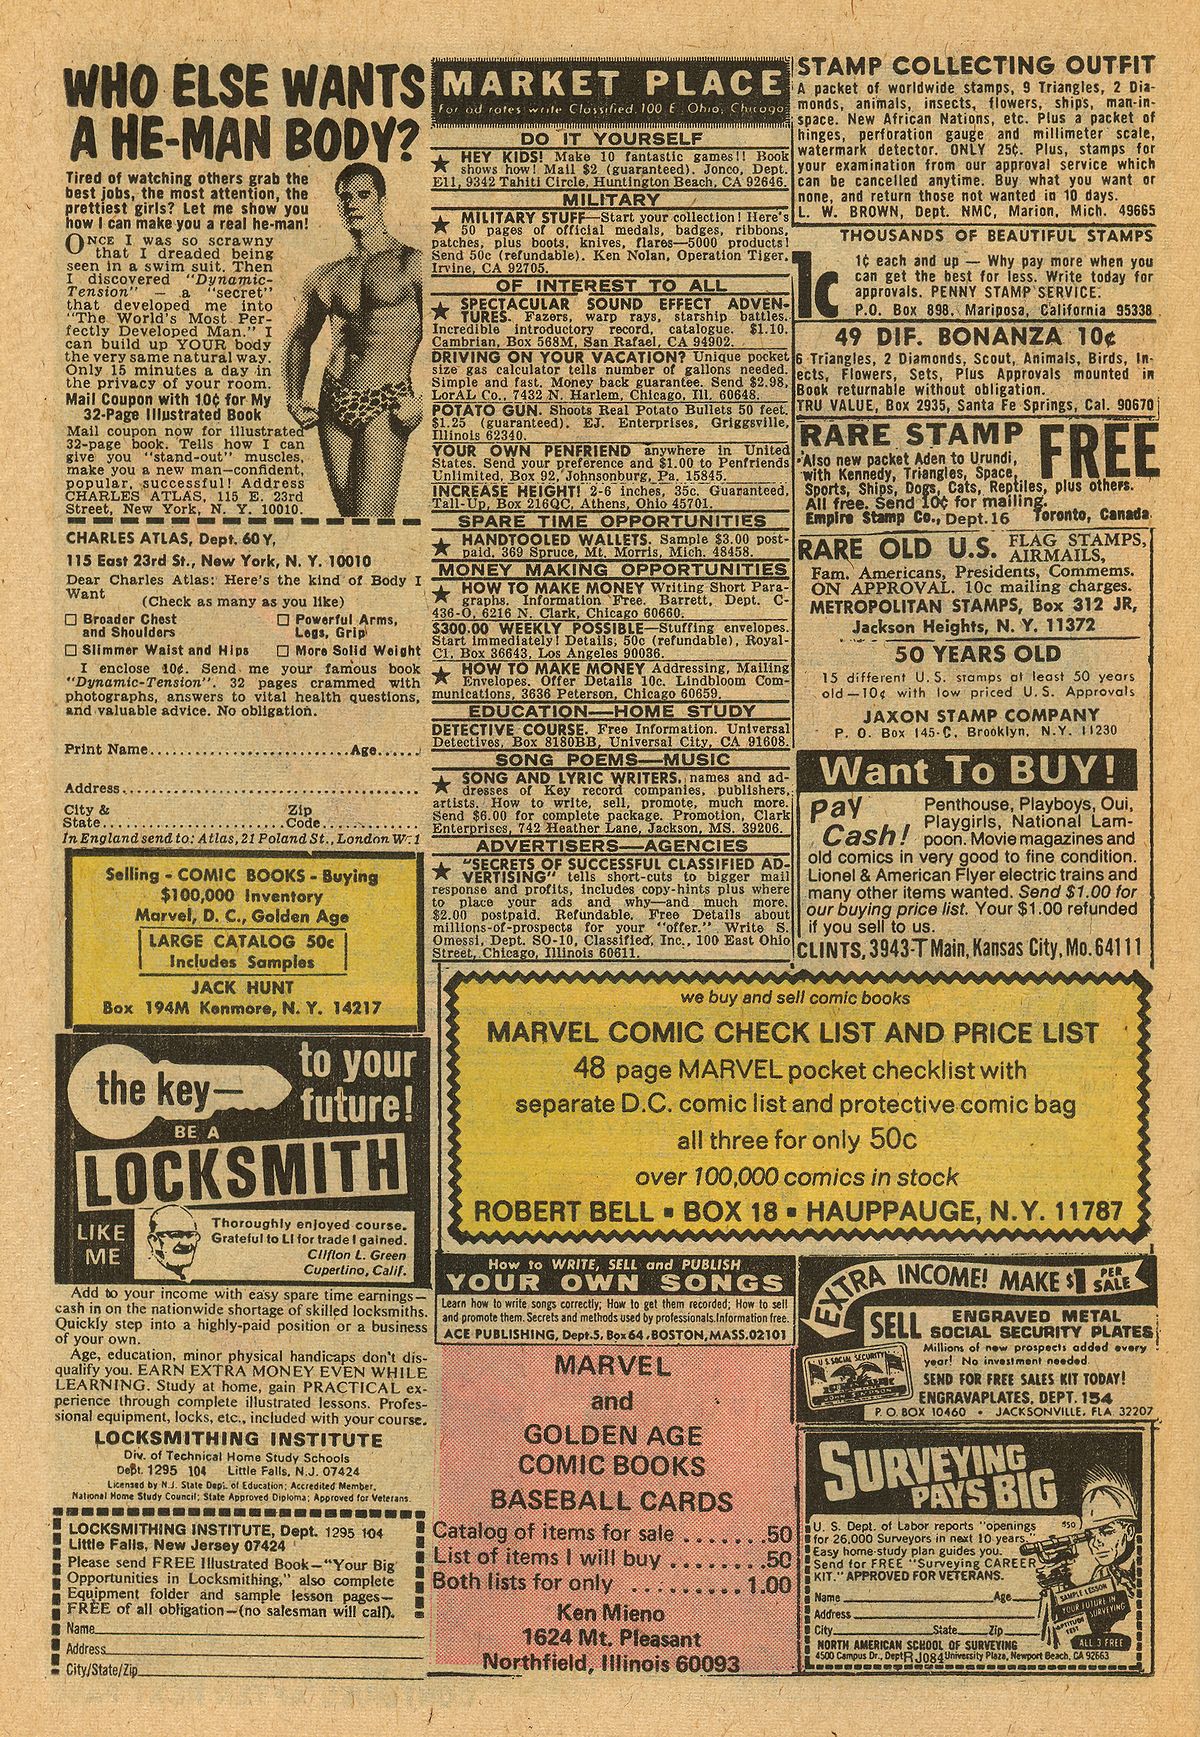 WHO ELSE WANTS
A HE-MAN BODY?
Tired of watching others grab the
best jobs, the most attention, the
prettiest girls? Let me show you
how I can make you a real he-man!
ONCE I was so scrawny
that I dreaded being
seen in a swim suit. Then
I discovered "Dynamic-
Tension" — a "secret"
that developed me into
"The World's Most Per-
fectly Developed Man." I
can build up YOUR body
the very same natural way.
Only 15 minutes a day in
the privacy of your room.
Mail Coupon with 10¢ for My
32-Page Illustrated Book
Mail coupon now for illustrated
32-page book. Tells how I can
give you "stand-out" muscles,
make you a new man—confident,
popular, successful! Address
CHARLES ATLAS, 115 E. 23rd
Street, New York, N. Y. 10010.
CHARLES ATLAS, Dept. 60Y,
115 East 23rd St., New York, N. Y. 10010
Dear Charles Atlas: Here's the kind of Body I
Want
(Check as many as you like)
Broader Chest
and Shoulders
Powerful Arms,
Legs, Grip
Slimmer Waist and Hips
More Solid Weight
I enclose 10¢. Send me your famous book
"Dynamic-Tension". 32 pages crammed with
photographs, answers to vital health questions,
and valuable advice. No obligation.
Print Name..............................Age......
Address...........................................
City &
State...........................
Zip
Code.............
In England send to: Atlas, 21 Poland St., London W. 1
Selling - COMIC BOOKS - Buying
$100,000 Inventory
Marvel, D. C., Golden Age
LARGE CATALOG 50c
Includes Samples
JACK HUNT
Box 194M Kenmore, N. Y. 14217
the key—
to your
future!
BE A
LOCKSMITH
LIKE
ME
Thoroughly enjoyed course.
Grateful to LI for trade I gained.
Clifton L. Green
Cupertino, Calif.
Add to your income with easy spare time earnings—
cash in on the nationwide shortage of skilled locksmiths.
Quickly step into a highly-paid position or a business
of your own.
Age, education, minor physical handicaps don't dis-
qualify you. EARN EXTRA MONEY EVEN WHILE
LEARNING. Study at home, gain PRACTICAL ex-
perience through complete illustrated lessons. Profes-
sional equipment, locks, etc., included with your course.
LOCKSMITHING INSTITUTE
Div. of Technical Home Study Schools
Dept. 1295 104 Little Falls, N.J. 07424
Licensed by N.J. State Dept. of Education; Accredited Member,
National Home Study Council; State Approved Diploma; Approved for Veterans.
LOCKSMITHING INSTITUTE, Dept. 1295 104
Little Falls, New Jersey 07424
Please send FREE Illustrated Book—"Your Big
Opportunities in Locksmithing," also complete
Equipment folder and sample lesson pages—
FREE of all obligation—(no salesman will call).
Name
Address
City/State/Zip
MARKET PLACE
For ad rates write Classified, 100 E. Ohio, Chicago
DO IT YOURSELF
HEY KIDS! Make 10 fantastic games!! Book
shows how! Mail $2 (guaranteed). Jonco, Dept.
E11, 9342 Tahiti Circle, Huntington Beach, CA 92646.
MILITARY
MILITARY STUFF—Start your collection! Here's
50 pages of official medals, badges, ribbons,
patches, plus boots, knives, flares—5000 products!
Send 50c (refundable). Ken Nolan, Operation Tiger,
Irvine, CA 92705.
OF INTEREST TO ALL
SPECTACULAR SOUND EFFECT ADVEN-
TURES. Fazers, warp rays, starship battles.
Incredible introductory record, catalogue. $1.10.
Cambrian, Box 568M, San Rafael, CA 94902.
DRIVING ON YOUR VACATION? Unique pocket
size gas calculator tells number of gallons needed.
Simple and fast. Money back guarantee. Send $2.98,
LorAL Co., 7432 N. Harlem, Chicago, Ill. 60648.
POTATO GUN. Shoots Real Potato Bullets 50 feet.
$1.25 (guaranteed). EJ. Enterprises, Griggsville,
Illinois 62340.
YOUR OWN PENFRIEND anywhere in United
States. Send your preference and $1.00 to Penfriends
Unlimited, Box 92, Johnsonburg, Pa. 15845.
INCREASE HEIGHT! 2-6 inches, 35c. Guaranteed,
Tall-Up, Box 216QC, Athens, Ohio 45701.
SPARE TIME OPPORTUNITIES
HANDTOOLED WALLETS. Sample $3.00 post-
paid. 369 Spruce, Mt. Morris, Mich. 48458.
MONEY MAKING OPPORTUNITIES
HOW TO MAKE MONEY Writing Short Para-
graphs. Information Free. Barrett, Dept. C-
436-O, 6216 N. Clark, Chicago 60660.
$300.00 WEEKLY POSSIBLE—Stuffing envelopes.
Start immediately! Details, 50c (refundable), Royal-
C1, Box 36643, Los Angeles 90036.
HOW TO MAKE MONEY Addressing, Mailing
Envelopes. Offer Details 10c. Lindbloom Com-
munications, 3636 Peterson, Chicago 60659.
EDUCATION—HOME STUDY
DETECTIVE COURSE. Free Information. Universal
Detectives, Box 8180BB, Universal City, CA 91608.
SONG POEMS—MUSIC
SONG AND LYRIC WRITERS, names and ad-
dresses of Key record companies, publishers,
artists. How to write, sell, promote, much more.
Send $6.00 for complete package. Promotion, Clark
Enterprises, 742 Heather Lane, Jackson, MS. 39206.
ADVERTISERS—AGENCIES
"SECRETS OF SUCCESSFUL CLASSIFIED AD-
VERTISING" tells short-cuts to bigger mail
response and profits, includes copy-hints plus where
to place your ads and why—and much more.
$2.00 postpaid. Refundable. Free Details about
millions-of-prospects for your "offer." Write S.
Omessi, Dept. SO-10, Classified, Inc., 100 East Ohio
Street, Chicago, Illinois 60611.
STAMP COLLECTING OUTFIT
A packet of worldwide stamps, 9 Triangles, 2 Dia-
monds, animals, insects, flowers, ships, man-in-
space. New African Nations, etc. Plus a packet of
hinges, perforation gauge and millimeter scale,
watermark detector. ONLY 25¢. Plus, stamps for
your examination from our approval service which
can be cancelled anytime. Buy what you want or
none, and return those not wanted in 10 days.
L. W. BROWN, Dept. NMC, Marion, Mich. 49665
THOUSANDS OF BEAUTIFUL STAMPS
1c
1¢ each and up — Why pay more when you
can get the best for less. Write today for
approvals. PENNY STAMP SERVICE.
P.O. Box 898, Mariposa, California 95338
49 DIF. BONANZA 10¢
6 Triangles, 2 Diamonds, Scout, Animals, Birds, In-
sects, Flowers, Sets, Plus Approvals mounted in
Book returnable without obligation.
TRU VALUE, Box 2935, Santa Fe Springs, Cal. 90670
RARE STAMP FREE
Also new packet Aden to Urundi,
with Kennedy, Triangles, Space,
Sports, Ships, Dogs, Cats, Reptiles, plus others.
All free. Send 10¢ for mailing.
Empire Stamp Co., Dept. 16 Toronto, Canada
RARE OLD U.S. FLAG STAMPS,
AIRMAILS,
Fam. Americans, Presidents, Commems.
ON APPROVAL. 10c mailing charges.
METROPOLITAN STAMPS, Box 312 JR,
Jackson Heights, N. Y. 11372
50 YEARS OLD
15 different U.S. stamps at least 50 years
old—10¢ with low priced U.S. Approvals
JAXON STAMP COMPANY
P. O. Box 145-C, Brooklyn, N.Y. 11230
Want To BUY!
Pay
Cash!
Penthouse, Playboys, Oui,
Playgirls, National Lam-
poon. Movie magazines and
old comics in very good to fine condition.
Lionel & American Flyer electric trains and
many other items wanted. Send $1.00 for
our buying price list. Your $1.00 refunded
if you sell to us.
CLINTS, 3943-T Main, Kansas City, Mo. 64111
we buy and sell comic books
MARVEL COMIC CHECK LIST AND PRICE LIST
48 page MARVEL pocket checklist with
separate D.C. comic list and protective comic bag
all three for only 50c
over 100,000 comics in stock
ROBERT BELL ▪ BOX 18 ▪ HAUPPAUGE, N.Y. 11787
How to WRITE, SELL and PUBLISH
YOUR OWN SONGS
Learn how to write songs correctly; How to get them recorded; How to sell
and promote them. Secrets and methods used by professionals. Information free.
ACE PUBLISHING, Dept. 5, Box 64, BOSTON, MASS. 02101
MARVEL
and
GOLDEN AGE
COMIC BOOKS
BASEBALL CARDS
Catalog of items for sale ......50
List of items I will buy ........50
Both lists for only ..........1.00
Ken Mieno
1624 Mt. Pleasant
Northfield, Illinois 60093
EXTRA INCOME! MAKE $1 PER
SALE
SELL ENGRAVED METAL
SOCIAL SECURITY PLATES
U S SOCIAL SECURITY
Millions of new prospects added every
year! No investment needed.
SEND FOR FREE SALES KIT TODAY!
ENGRAVAPLATES, DEPT. 154
P.O. BOX 10460 • JACKSONVILLE, FLA 32207
SURVEYING
PAYS BIG
U. S. Dept. of Labor reports "openings
for 26,000 Surveyors in next 10 years."
Easy home-study plan guides you.
Send for FREE "Surveying CAREER
KIT." APPROVED FOR VETERANS.
Name Age
Address
City State Zip
SAMPLE LESSON
YOUR FUTURE IN
SURVEYING
APTITUDE
TEST
ALL 3 FREE
NORTH AMERICAN SCHOOL OF SURVEYING
4500 Campus Dr., Dept RJ084 University Plaza, Newport Beach, CA 92663